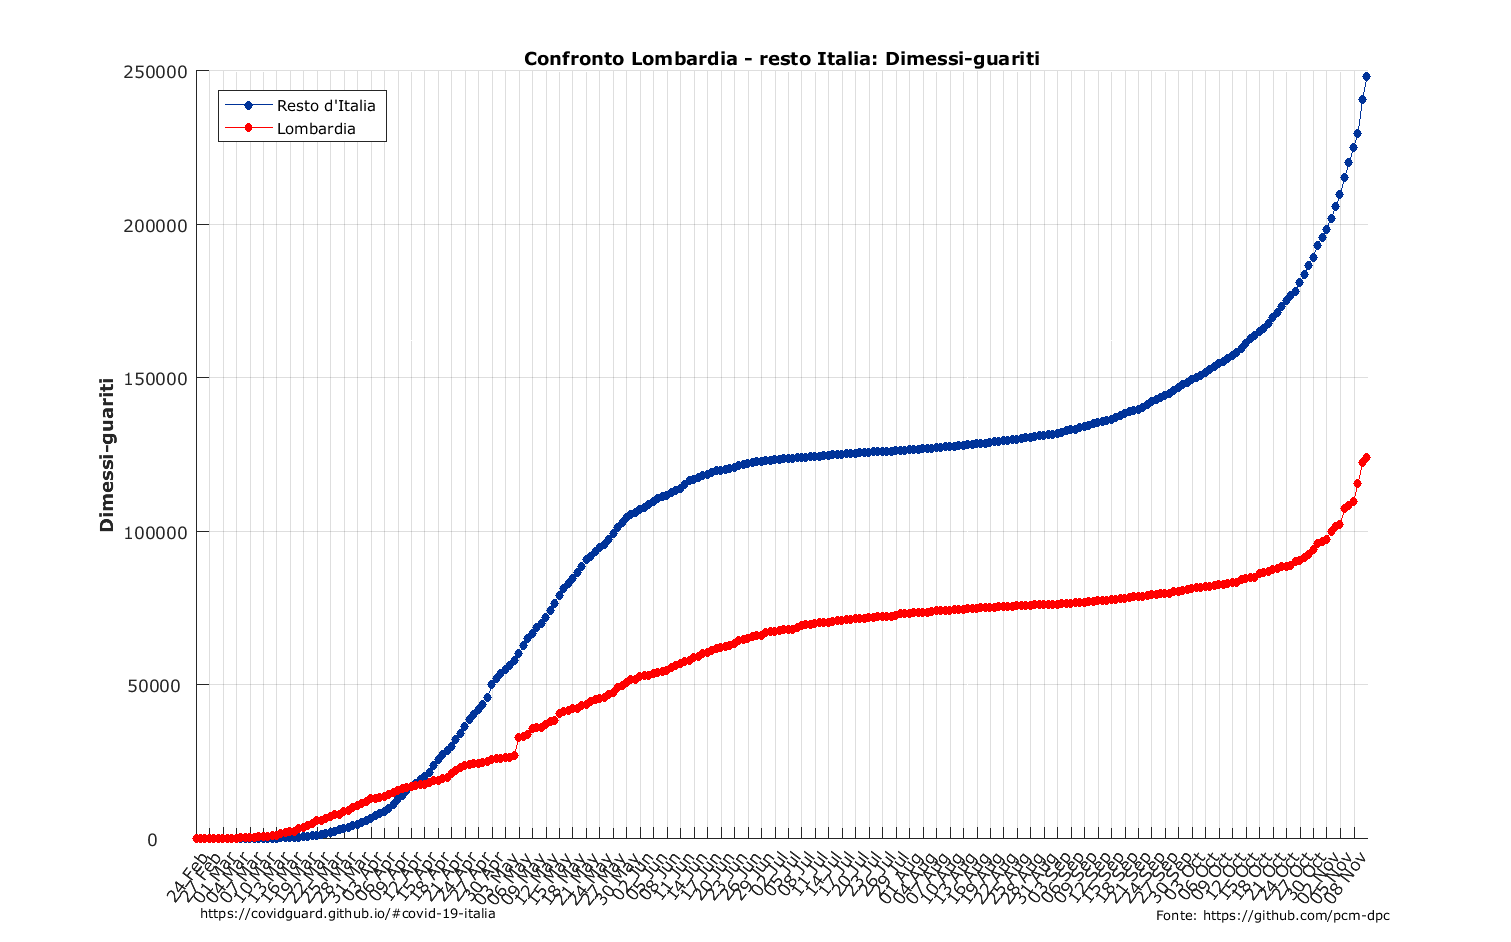 Confronto Lombardia - resto Italia: Dimessi-guariti
250000
200000
150000
100000
50000
0
Dimessi-guariti
Resto d'Italia
Lombardia
24 Feb
27 Feb
01 Mar
04 Mar
07 Mar
10 Mar
13 Mar
16 Mar
19 Mar
22 Mar
25 Mar
28 Mar
31 Mar
03 Apr
06 Apr
09 Apr
12 Apr
15 Apr
18 Apr
21 Apr
24 Apr
27 Apr
30 Apr
03 May
06 May
09 May
12 May
15 May
18 May
21 May
24 May
27 May
30 May
02 Jun
05 Jun
08 Jun
11 Jun
14 Jun
17 Jun
20 Jun
23 Jun
26 Jun
29 Jun
02 Jul
05 Jul
08 Jul
11 Jul
14 Jul
17 Jul
20 Jul
23 Jul
26 Jul
29 Jul
01 Aug
04 Aug
07 Aug
10 Aug
13 Aug
16 Aug
19 Aug
22 Aug
25 Aug
28 Aug
31 Aug
03 Sep
06 Sep
09 Sep
12 Sep
15 Sep
18 Sep
21 Sep
24 Sep
27 Sep
30 Sep
03 Oct
06 Oct
09 Oct
12 Oct
15 Oct
18 Oct
21 Oct
24 Oct
27 Oct
30 Oct
02 Nov
05 Nov
08 Nov
https://covidguard.github.io/#covid-19-italia
Fonte: https://github.com/pcm-dpc